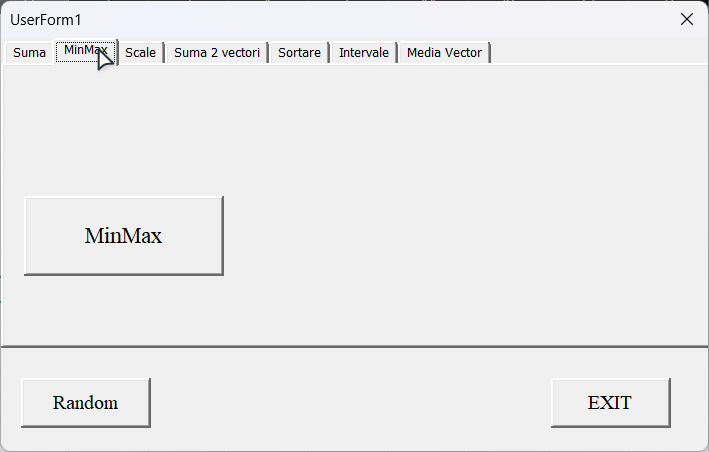 UserForm1
Suma MinMax Scale Suma 2 vectori Sortare Intervale Media Vector
MinMax
Random EXIT